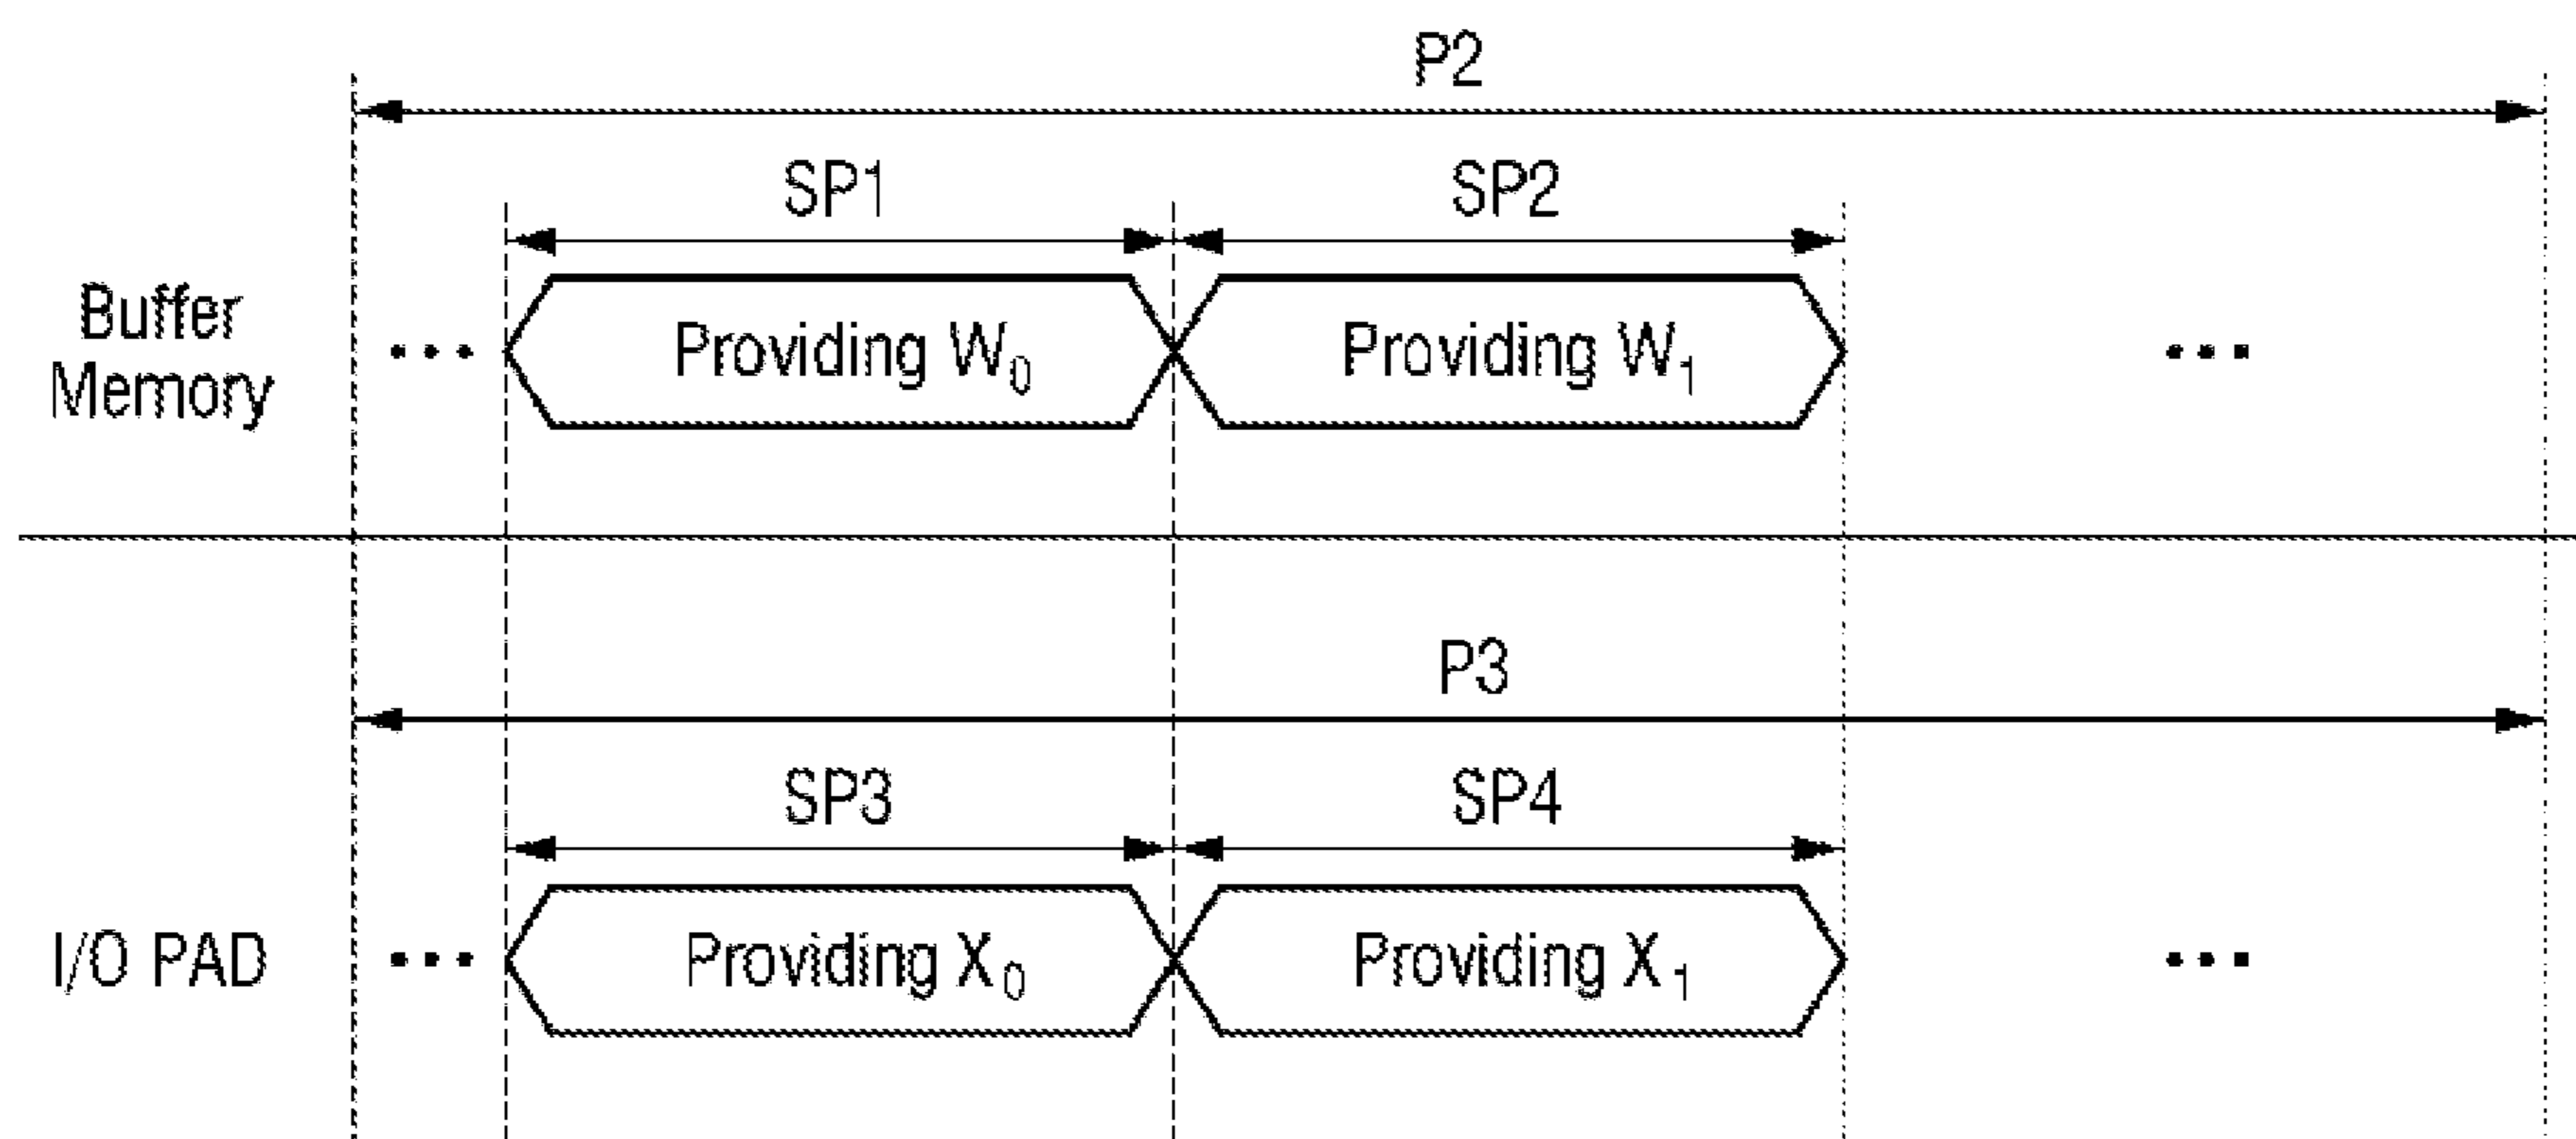 P2
SP1 SP2
Buffer
Memory
... Providing W₀ Providing W₁ ...
P3
SP3 SP4
I/O PAD ... Providing X₀ Providing X₁ ...